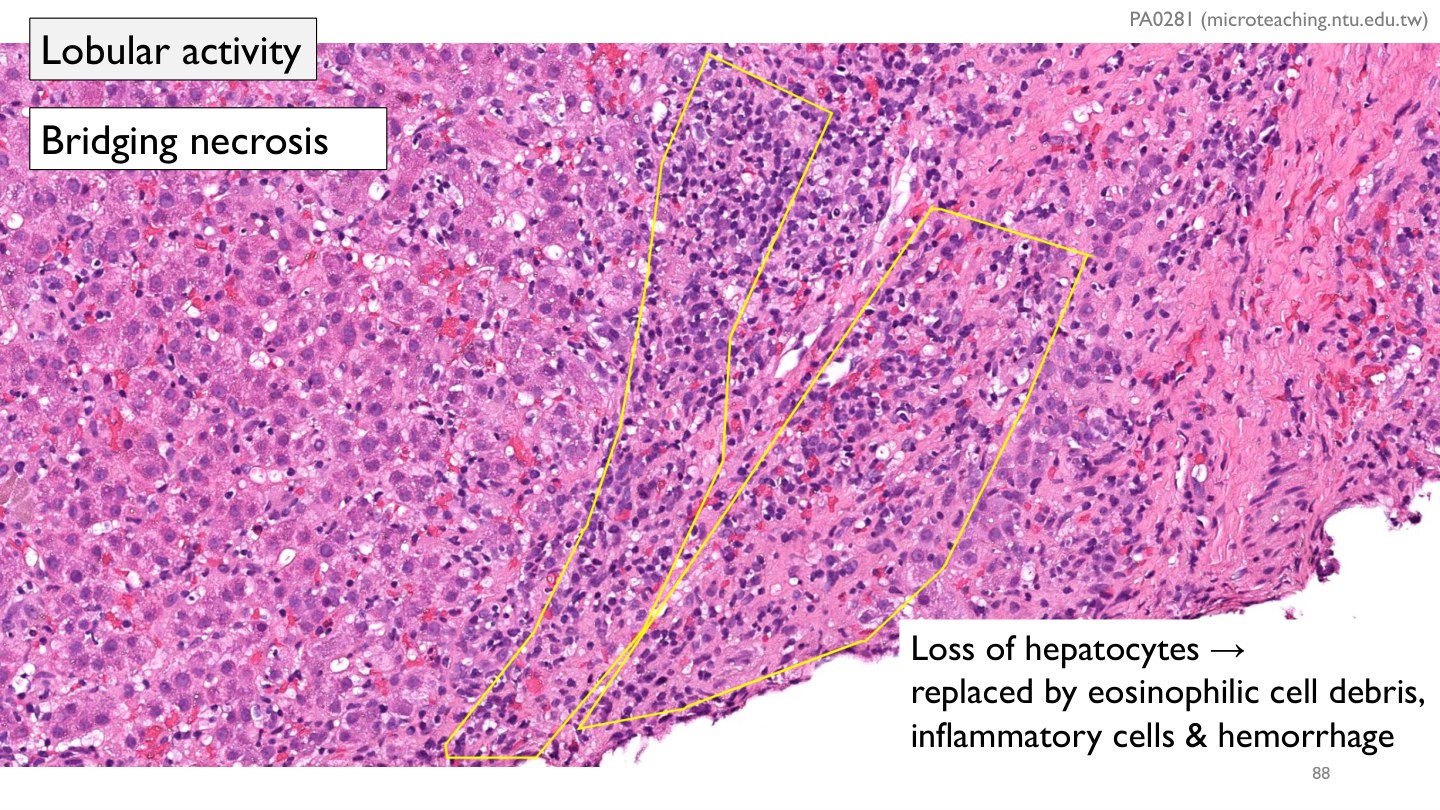 PA0281 (microteaching.ntu.edu.tw)
Lobular activity
Bridging necrosis
Loss of hepatocytes →
replaced by eosinophilic cell debris,
inflammatory cells & hemorrhage
88